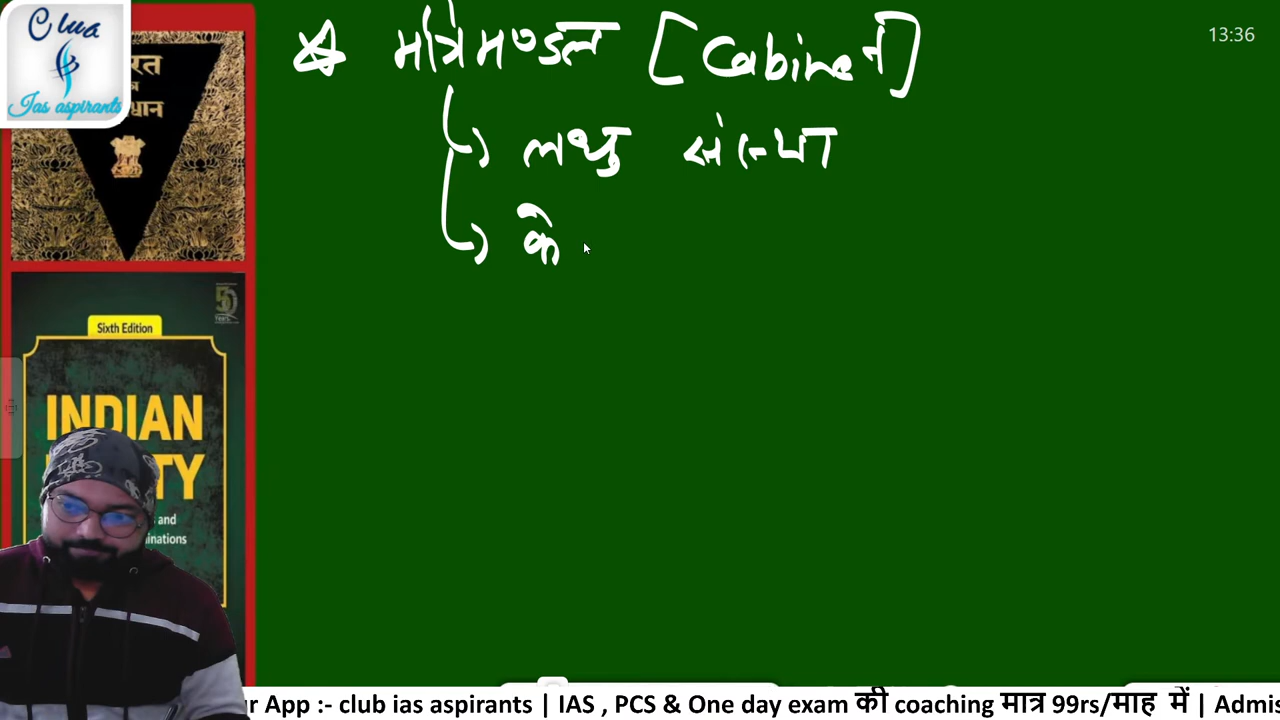 Clua
Ias aspirants
13:36
मंत्रिमण्डल [Cabinet]
लघु संस्था
के
Sixth Edition
INDIAN
and
inations
ur App :- club ias aspirants | IAS , PCS & One day exam की coaching मात्र 99rs/माह में | Admis